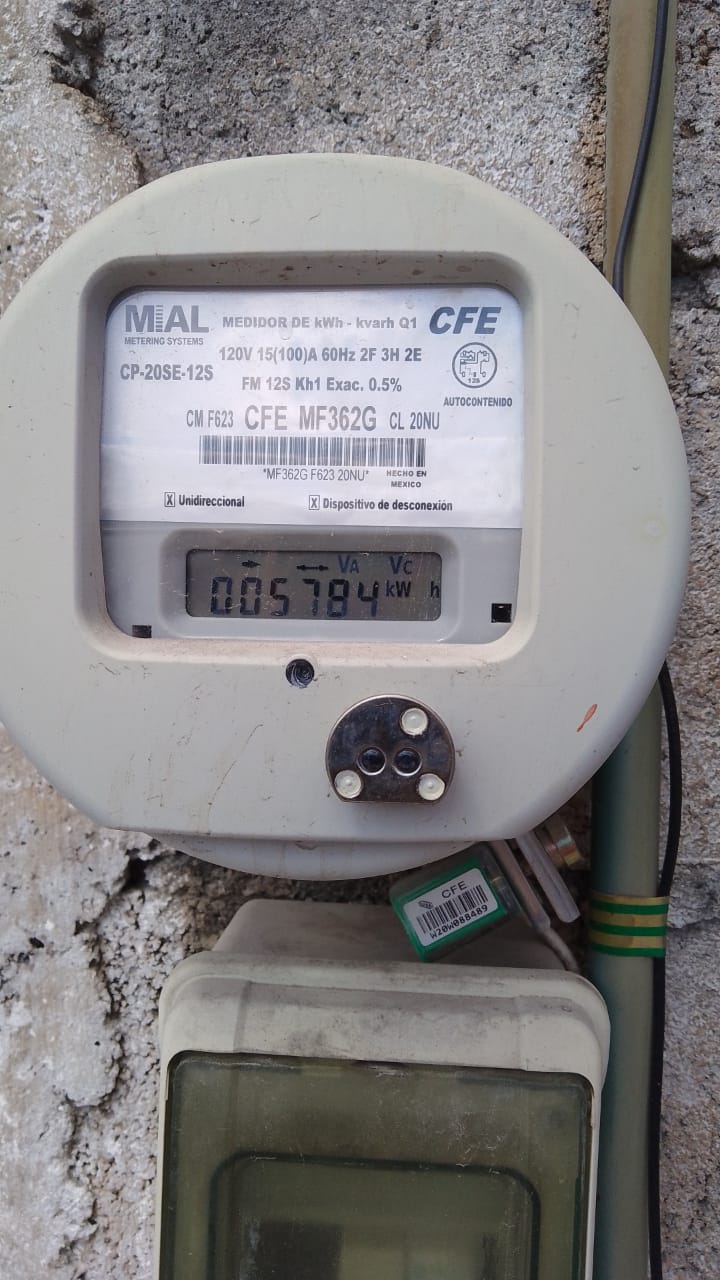 MIAL
METERING SYSTEMS
MEDIDOR DE kWh - kvarh Q1
CFE
120V 15(100)A 60Hz 2F 3H 2E
CP-20SE-12S
FM 12S Kh1 Exac. 0.5%
12S
AUTOCONTENIDO
CM F623 CFE MF362G CL 20NU
*MF362G F623 20NU*
HECHO EN
MEXICO
X Unidireccional
X Dispositivo de desconexión
VA VC
005784 kW h
CFE
W20W088489